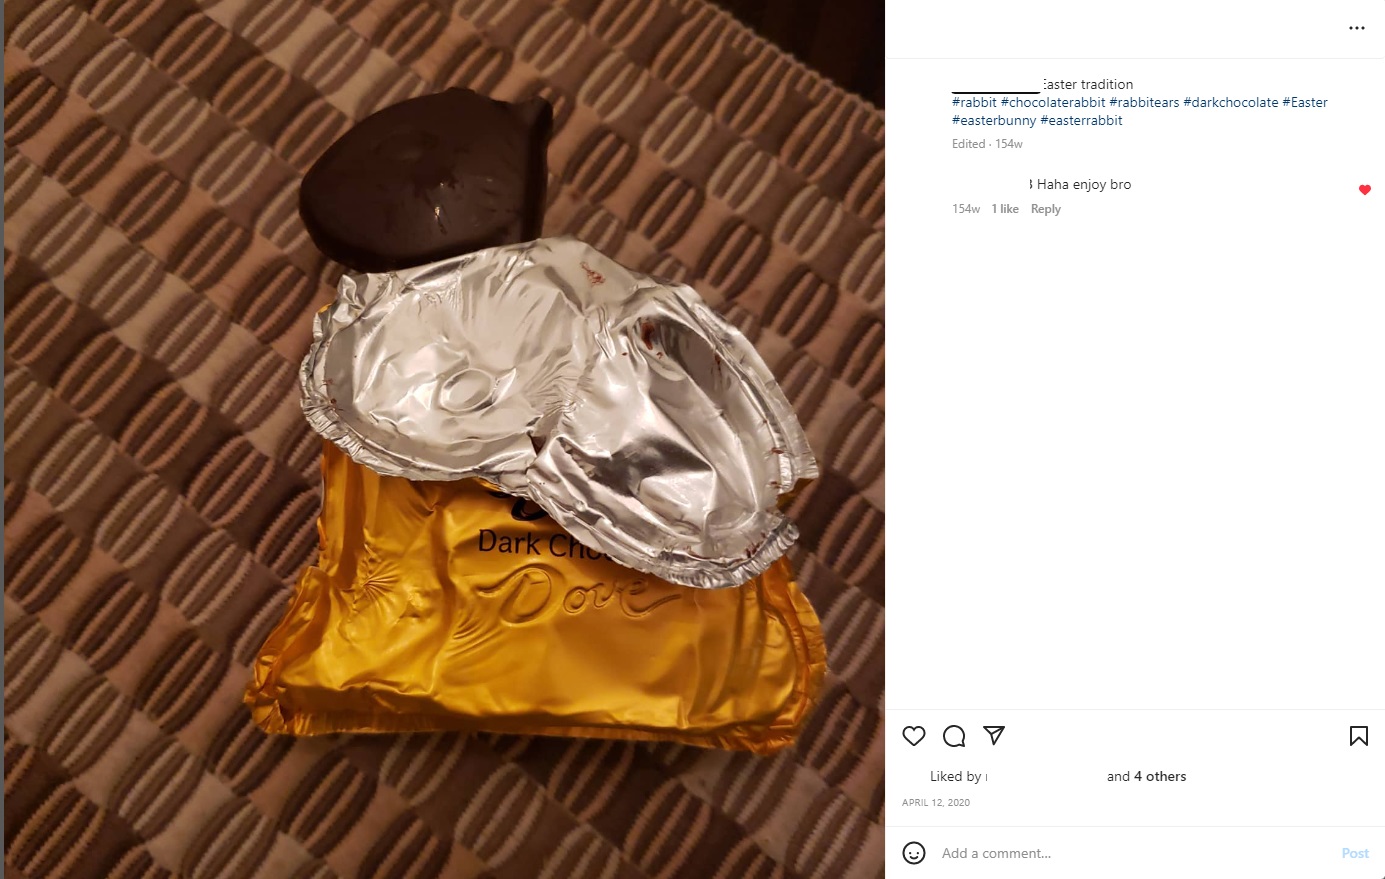 Dark Cho
Dove
Easter tradition
#rabbit #chocolaterabbit #rabbitears #darkchocolate #Easter
#easterbunny #easterrabbit
Edited · 154w
Haha enjoy bro
154w 1 like Reply
Liked by
and 4 others
APRIL 12, 2020
Add a comment...
Post